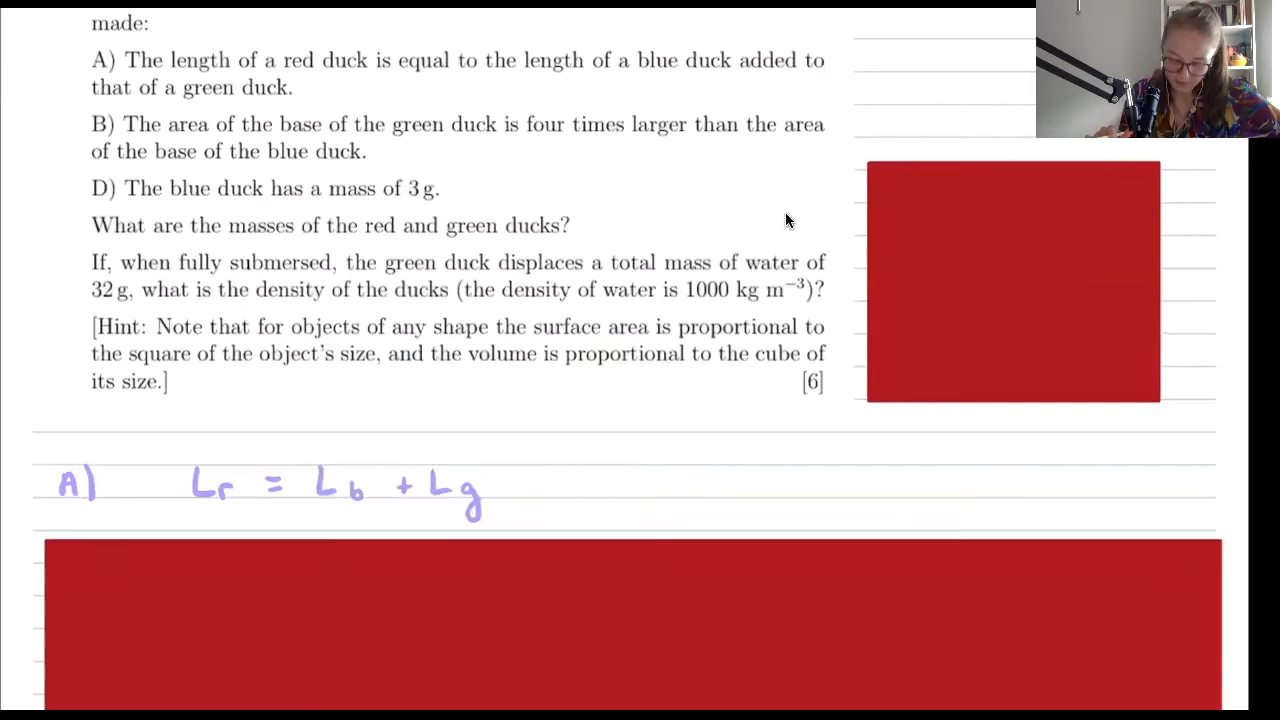 made:
A) The length of a red duck is equal to the length of a blue duck added to
that of a green duck.
B) The area of the base of the green duck is four times larger than the area
of the base of the blue duck.
D) The blue duck has a mass of 3 g.
What are the masses of the red and green ducks?
If, when fully submersed, the green duck displaces a total mass of water of
32 g, what is the density of the ducks (the density of water is 1000 kg m⁻³)?
[Hint: Note that for objects of any shape the surface area is proportional to
the square of the object's size, and the volume is proportional to the cube of
its size.] [6]
A) Lr = Lb + Lg